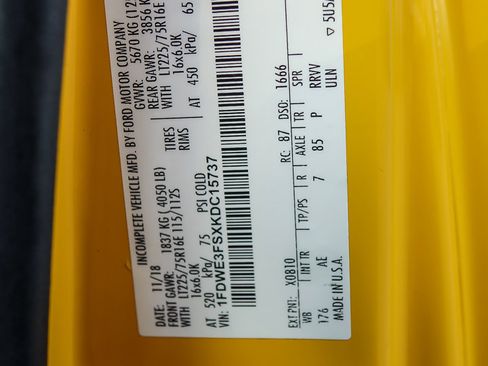 INCOMPLETE VEHICLE MFD. BY FORD MOTOR COMPANY
DATE: 11/18 GVWR: 5670 KG (12
FRONT GAWR: 1837 KG ( 4050 LB) REAR GAWR: 3856 K
WITH LT225/75R16E 115/112S TIRES WITH LT225/75R16E
16x6.0K RIMS 16x6.0K
AT 520 kPa/ 75 PSI COLD AT 450 kPa/ 65
VIN: 1FDWE3FSXKDC15737
EXT PNT: X0810 RC: 87 DSO: 1666
WB INT TR TP/PS R AXLE TR SPR
176 AE 7 85 P RRVV
MADE IN U.S.A. ULN ▽ 5U5A